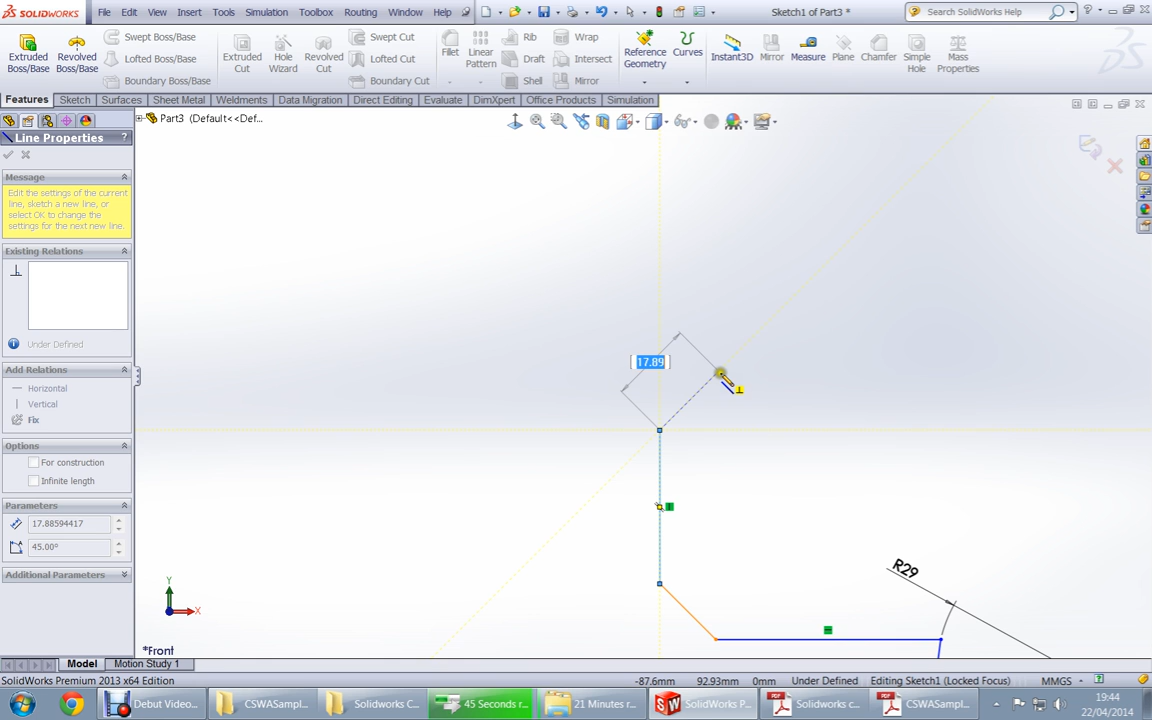 SOLIDWORKS File Edit View Insert Tools Simulation Toolbox Routing Window Help Sketch1 of Part3 * Search SolidWorks Help
Extruded Boss/Base Revolved Boss/Base Swept Boss/Base Lofted Boss/Base Boundary Boss/Base Extruded Cut Hole Wizard Revolved Cut Swept Cut Lofted Cut Boundary Cut Fillet Linear Pattern Rib Draft Shell Wrap Intersect Mirror Reference Geometry Curves Instant3D Mirror Measure Plane Chamfer Simple Hole Mass Properties
Features Sketch Surfaces Sheet Metal Weldments Data Migration Direct Editing Evaluate DimXpert Office Products Simulation
Part3 (Default<<Def...
Line Properties ?
Message
Edit the settings of the current
line, sketch a new line, or
select OK to change the
settings for the next new line.
Existing Relations
Under Defined
Add Relations
Horizontal
Vertical
Fix
Options
For construction
Infinite length
Parameters
17.88594417
45.00°
Additional Parameters
17.89
R29
Y
X
*Front
Model Motion Study 1
SolidWorks Premium 2013 x64 Edition -87.6mm 92.93mm 0mm Under Defined Editing Sketch1 (Locked Focus) MMGS
Debut Video... CSWASampl... SolidWorks C... 45 Seconds r... 21 Minutes r... SolidWorks P... Solidworks c... CSWASampl... 19:44
22/04/2014